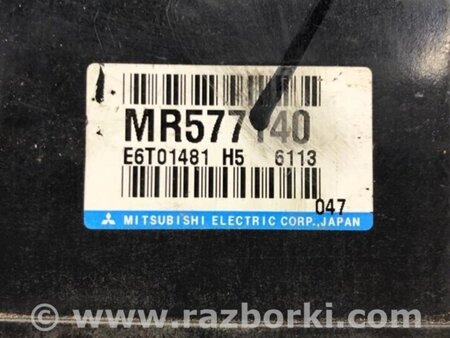 MR577140
E6T01481 H5 6113
047
MITSUBISHI ELECTRIC CORP.,JAPAN
© www.razborki.com